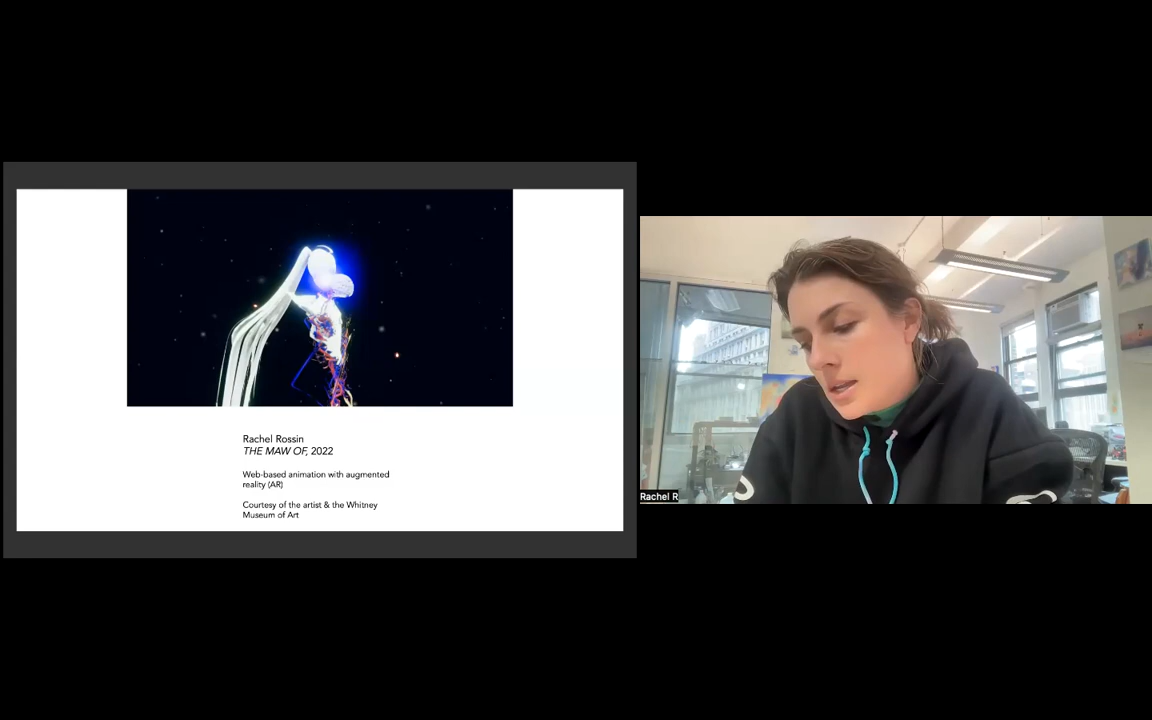 Rachel Rossin
THE MAW OF, 2022
Web-based animation with augmented
reality (AR)
Courtesy of the artist & the Whitney
Museum of Art
Rachel R